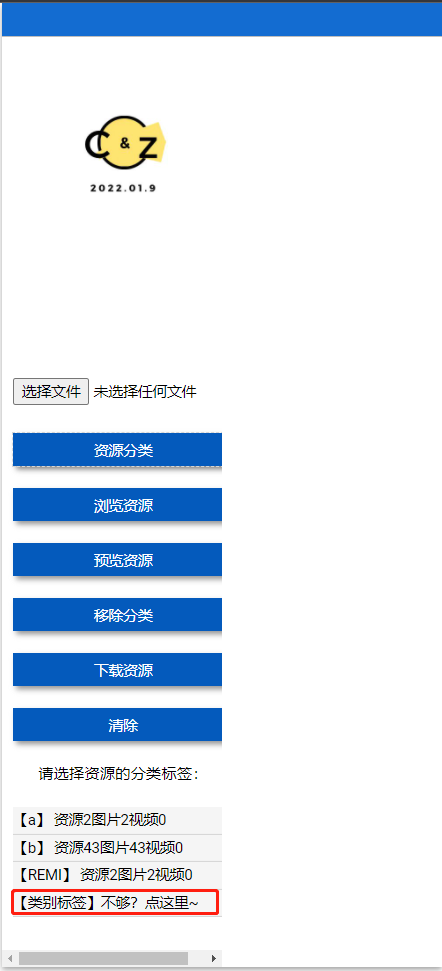 C & Z
2022.01.9
选择文件 未选择任何文件
资源分类
浏览资源
预览资源
移除分类
下载资源
清除
请选择资源的分类标签：
【a】 资源2图片2视频0
【b】 资源43图片43视频0
【REMI】 资源2图片2视频0
【类别标签】不够？点这里~